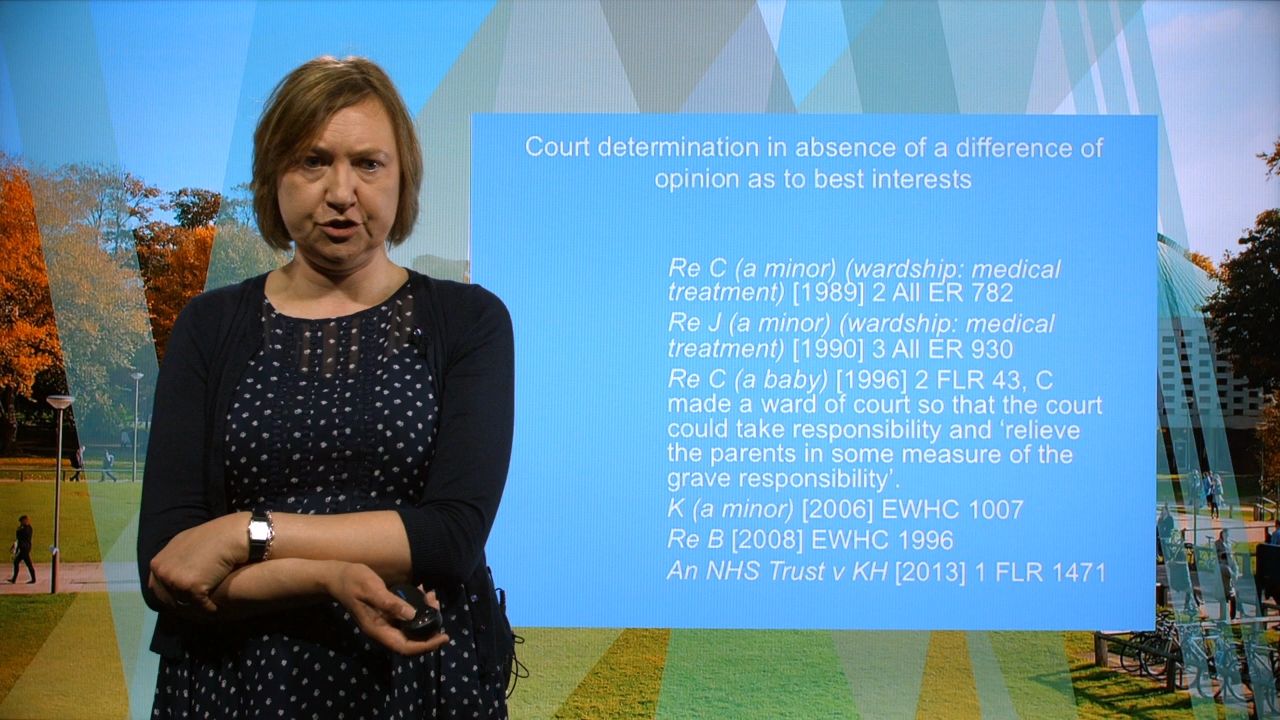 Court determination in absence of a difference of
opinion as to best interests
Re C (a minor) (wardship: medical
treatment) [1989] 2 All ER 782
Re J (a minor) (wardship: medical
treatment) [1990] 3 All ER 930
Re C (a baby) [1996] 2 FLR 43, C
made a ward of court so that the court
could take responsibility and ‘relieve
the parents in some measure of the
grave responsibility’.
K (a minor) [2006] EWHC 1007
Re B [2008] EWHC 1996
An NHS Trust v KH [2013] 1 FLR 1471